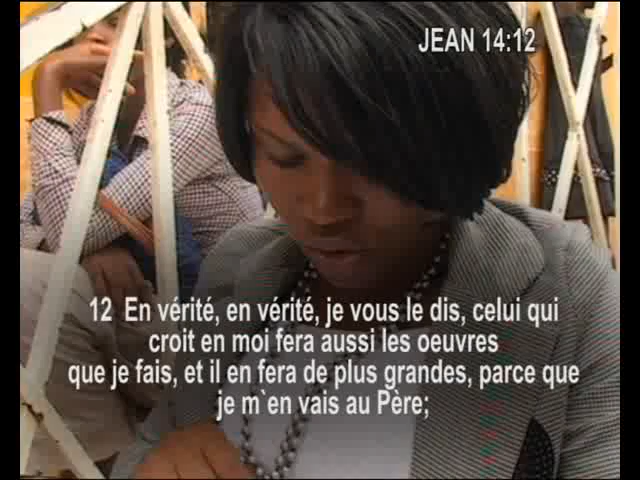 JEAN 14:12
12 En vérité, en vérité, je vous le dis, celui qui
croit en moi fera aussi les oeuvres
que je fais, et il en fera de plus grandes, parce que
je m`en vais au Père;